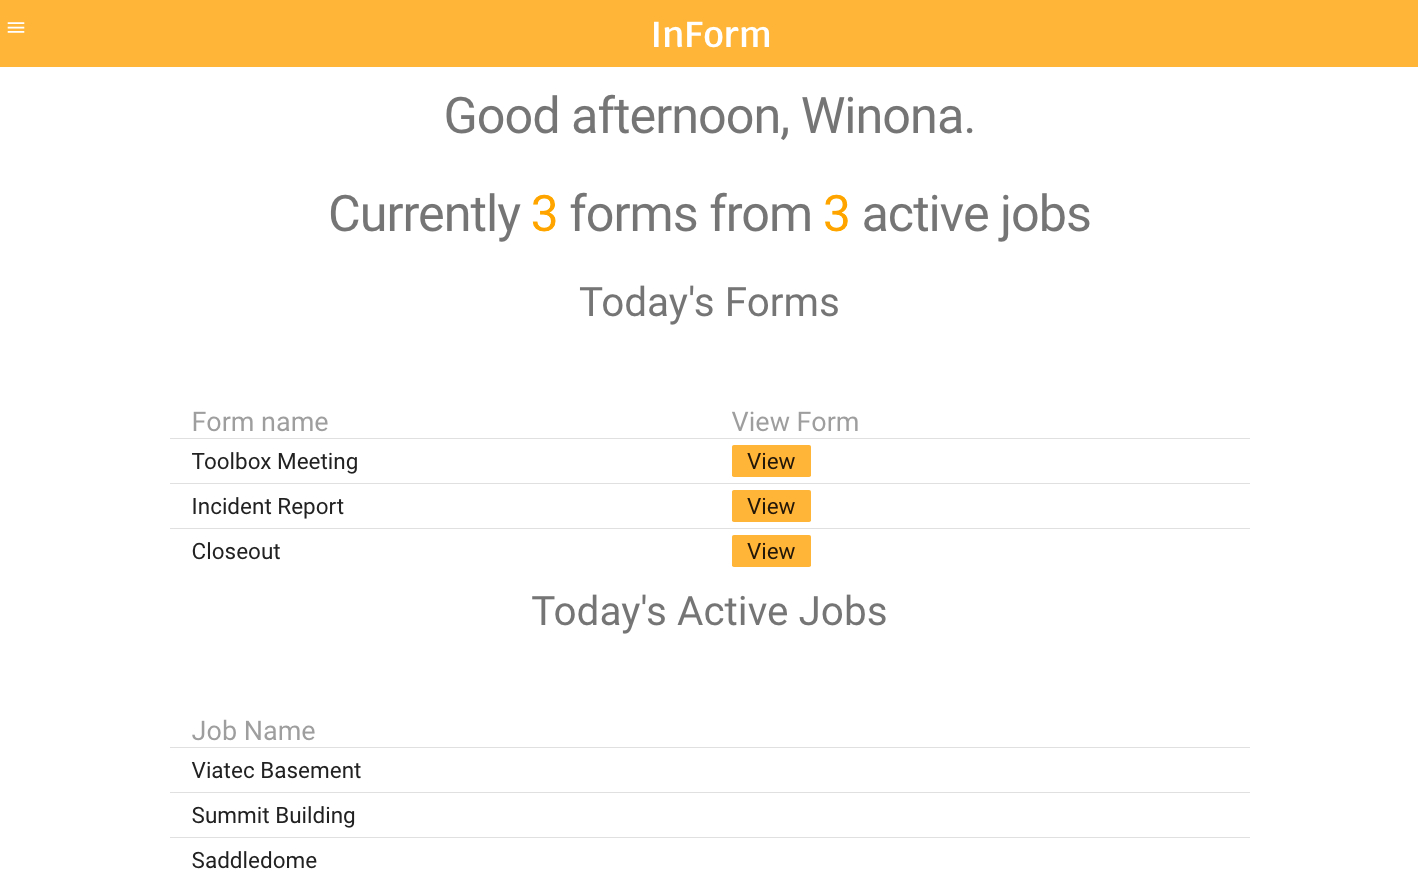 InForm
Good afternoon, Winona.
Currently 3 forms from 3 active jobs
Today's Forms
Form name View Form
Toolbox Meeting View
Incident Report View
Closeout View
Today's Active Jobs
Job Name
Viatec Basement
Summit Building
Saddledome